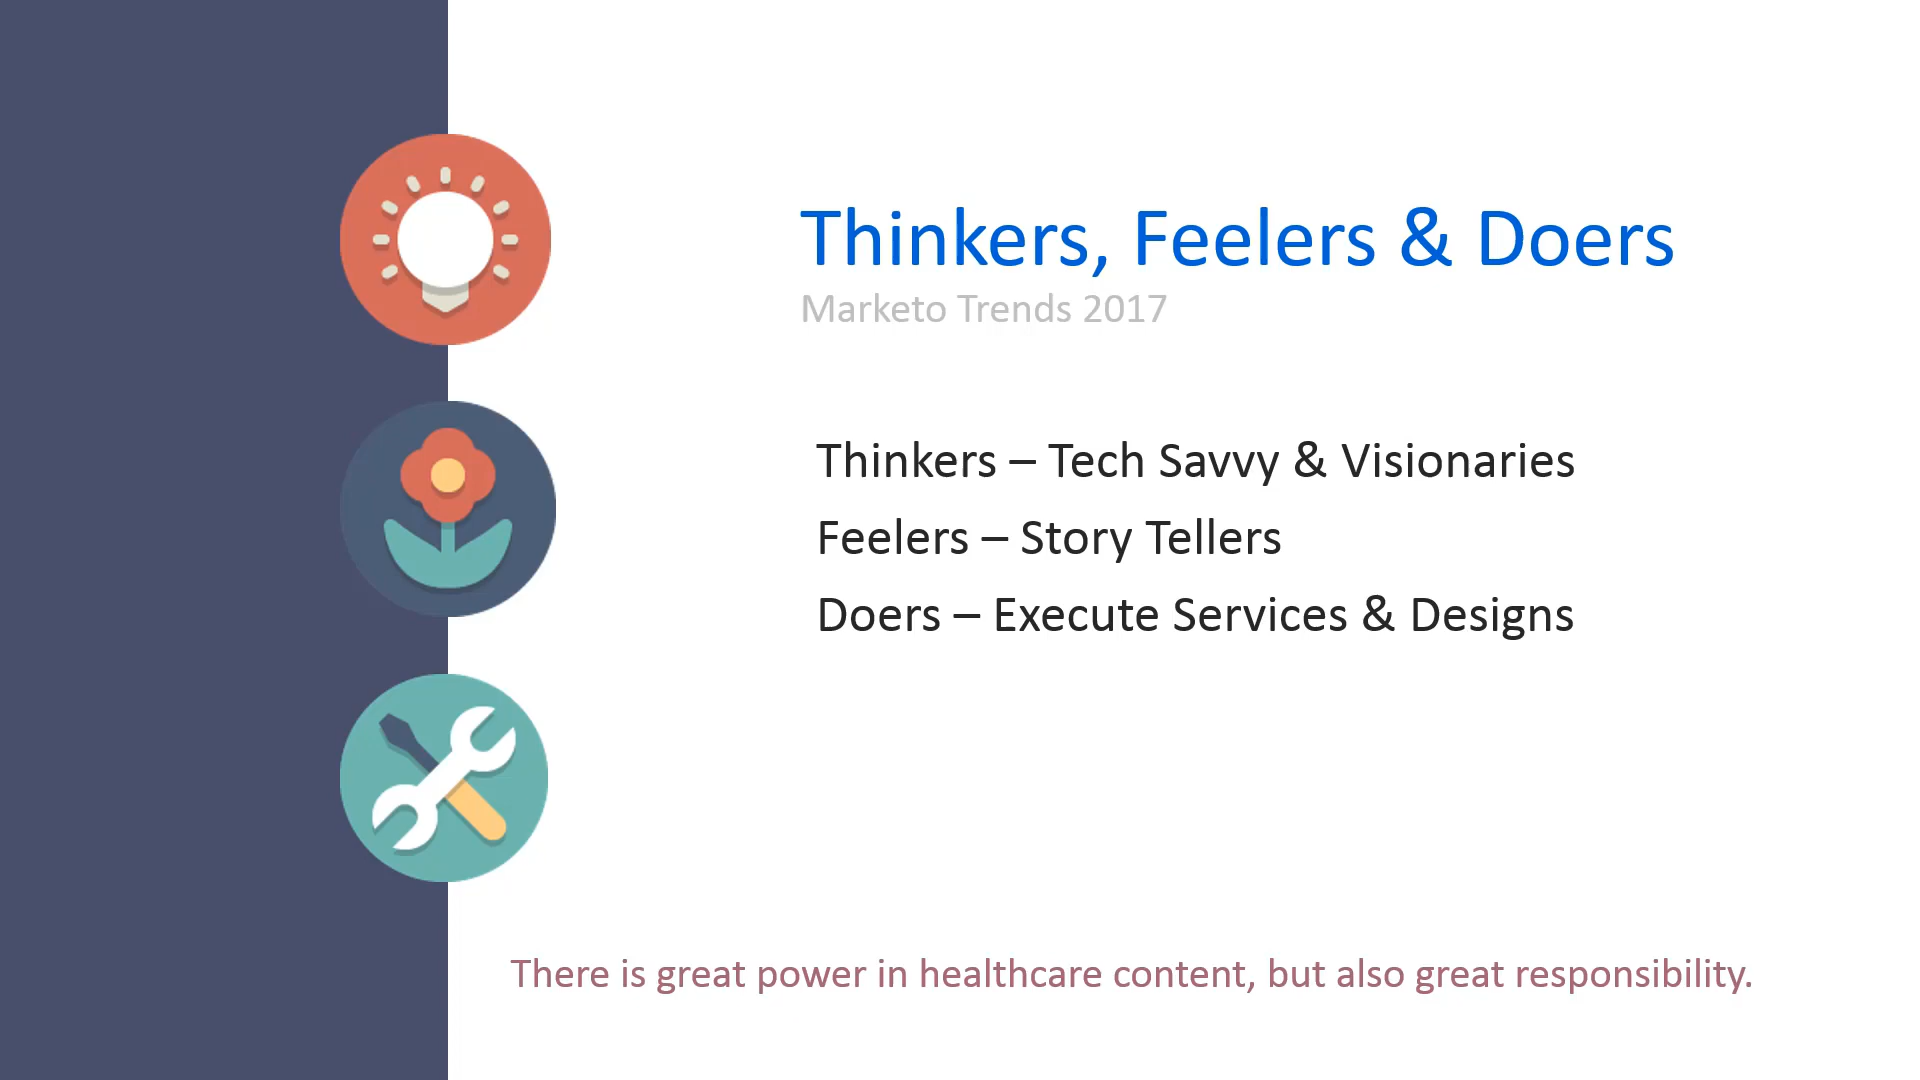 Thinkers, Feelers & Doers
Marketo Trends 2017
Thinkers – Tech Savvy & Visionaries
Feelers – Story Tellers
Doers – Execute Services & Designs
There is great power in healthcare content, but also great responsibility.